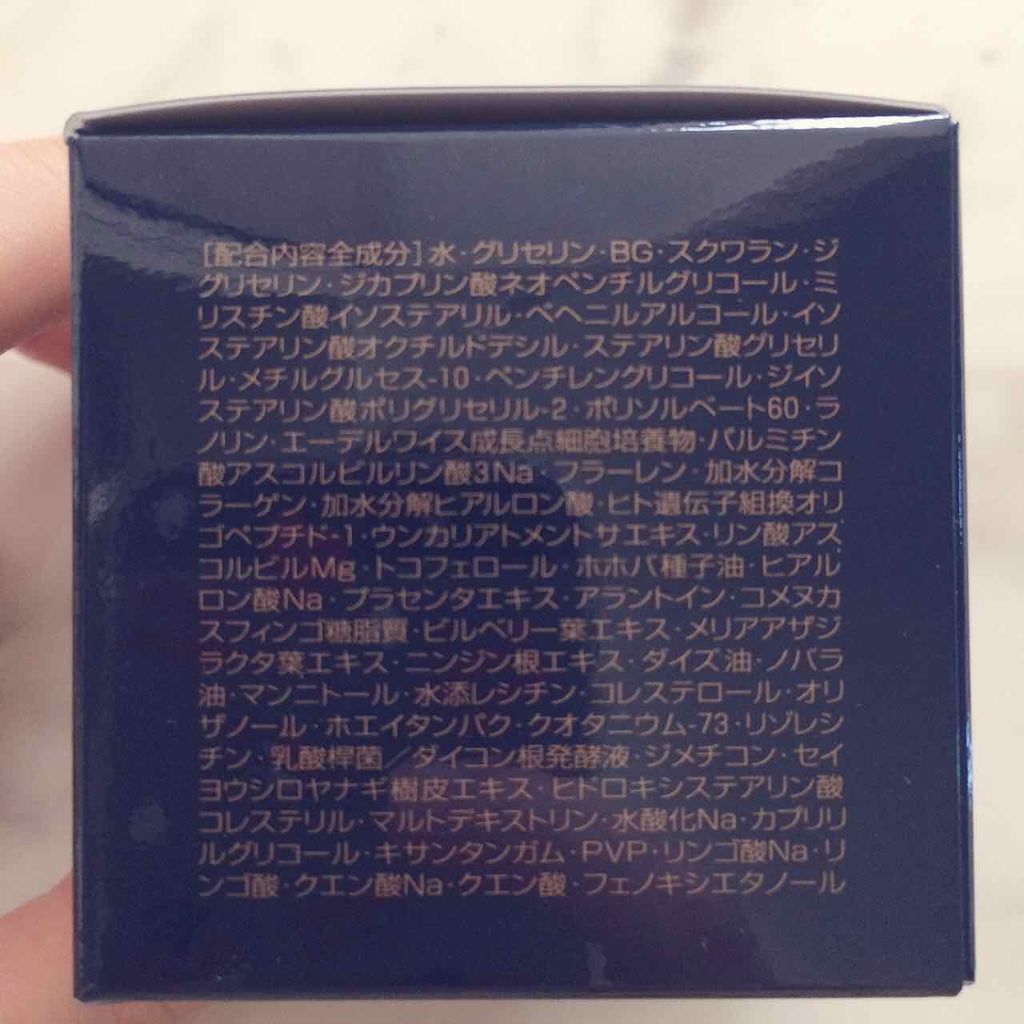 [配合内容全成分]水・グリセリン・BG・スクワラン・ジ
グリセリン・ジカプリン酸ネオペンチルグリコール・ミ
リスチン酸イソステアリル・ベヘニルアルコール・イソ
ステアリン酸オクチルドデシル・ステアリン酸グリセリ
ル・メチルグルセス-10・ペンチレングリコール・ジイソ
ステアリン酸ポリグリセリル-2・ポリソルベート60・ラ
ノリン・エーデルワイス成長点細胞培養物・パルミチン
酸アスコルビルリン酸3Na・フラーレン・加水分解コ
ラーゲン・加水分解ヒアルロン酸・ヒト遺伝子組換オリ
ゴペプチド-1・ウンカリアトメントサエキス・リン酸アス
コルビルMg・トコフェロール・ホホバ種子油・ヒアル
ロン酸Na・プラセンタエキス・アラントイン・コメヌカ
スフィンゴ糖脂質・ビルベリー葉エキス・メリアアザジ
ラクタ葉エキス・ニンジン根エキス・ダイズ油・ノバラ
油・マンニトール・水添レシチン・コレステロール・オリ
ザノール・ホエイタンパク・クオタニウム-73・リゾレシ
チン・乳酸桿菌／ダイコン根発酵液・ジメチコン・セイ
ヨウシロヤナギ樹皮エキス・ヒドロキシステアリン酸
コレステリル・マルトデキストリン・水酸化Na・カプリリ
ルグリコール・キサンタンガム・PVP・リンゴ酸Na・リ
ンゴ酸・クエン酸Na・クエン酸・フェノキシエタノール